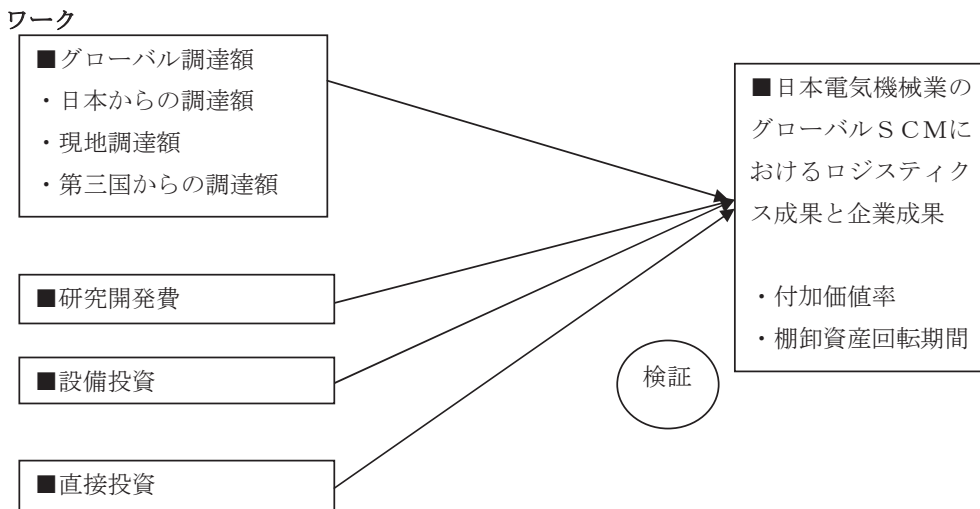 ワーク
■グローバル調達額
・日本からの調達額
・現地調達額
・第三国からの調達額
■研究開発費
■設備投資
■直接投資
■日本電気機械業の
グローバルＳＣＭに
おけるロジスティク
ス成果と企業成果
・付加価値率
・棚卸資産回転期間
検証